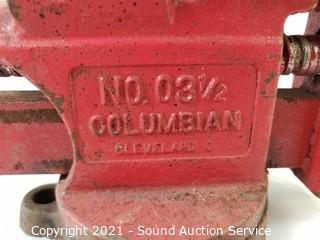 NO. 03½
COLUMBIAN
CLEVELAND O
Copyright 2021 - Sound Auction Service